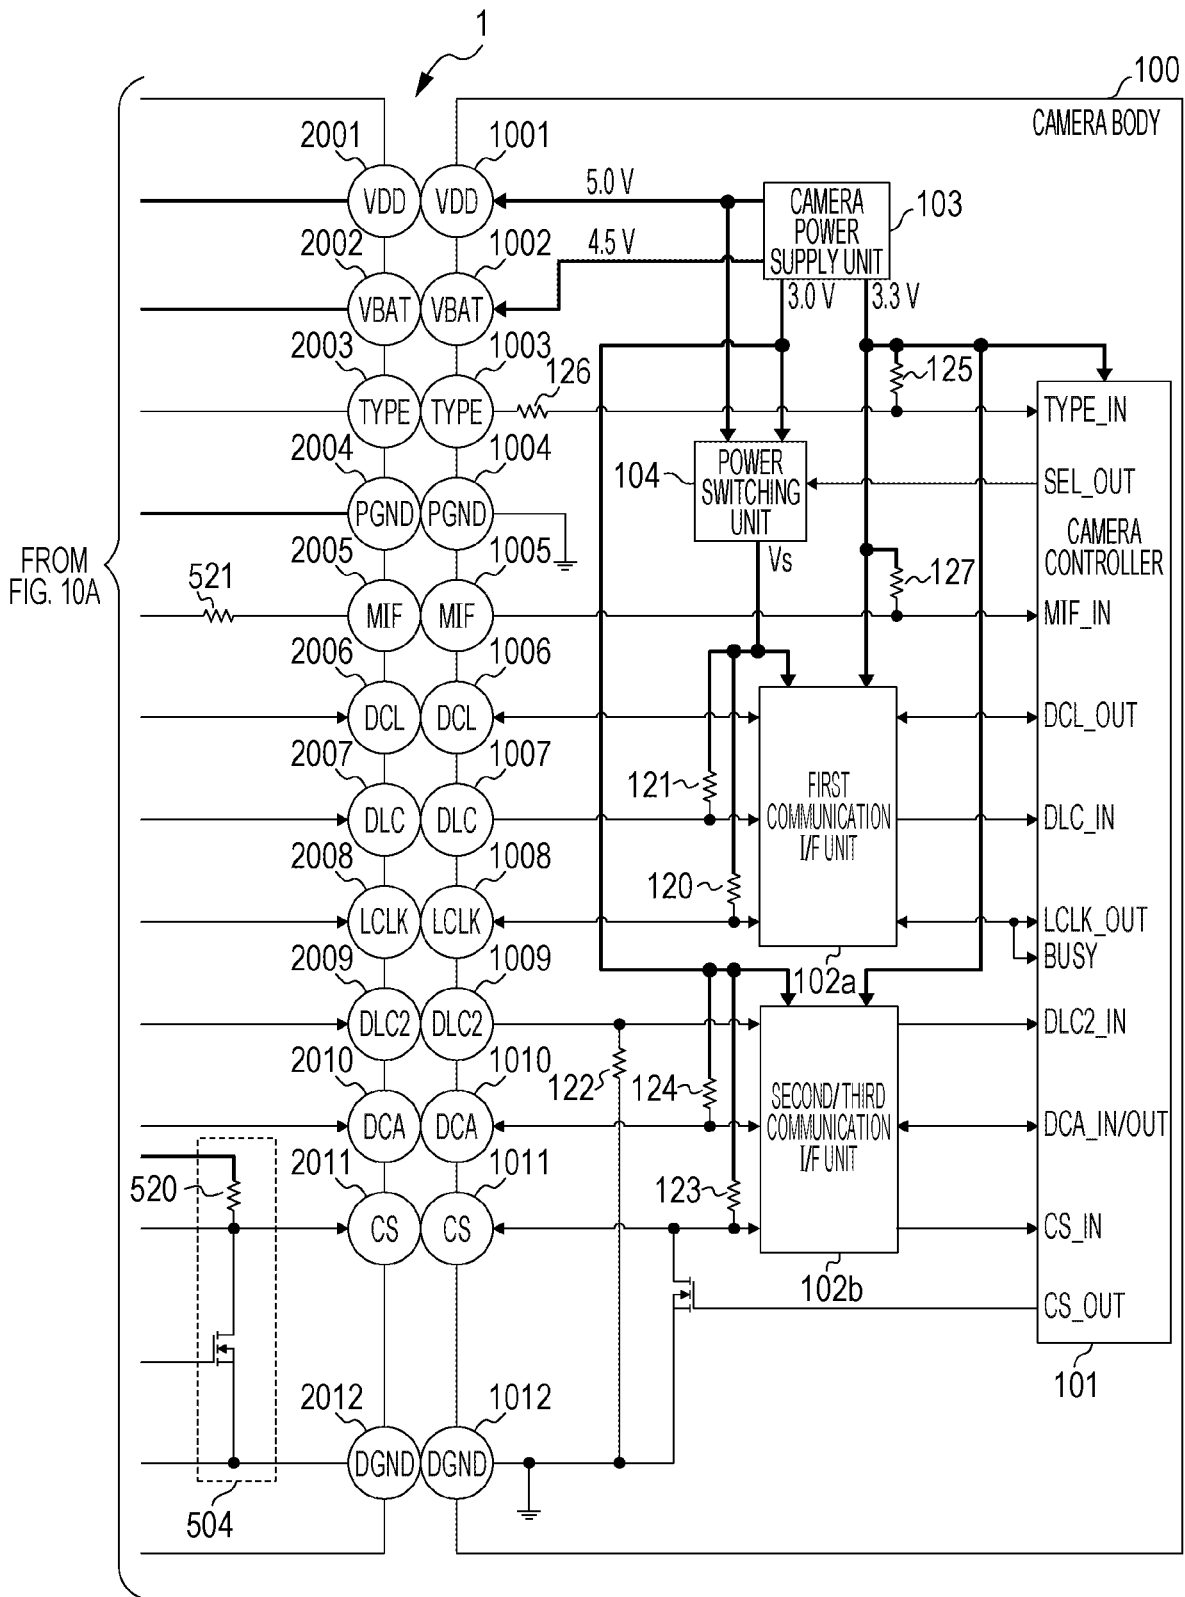 1
100
CAMERA BODY
2001 1001
VDD VDD
5.0 V
CAMERA
POWER
SUPPLY UNIT
103
2002 1002
4.5 V
VBAT VBAT
3.0 V 3.3 V
2003 1003
126
125
TYPE TYPE
TYPE_IN
2004 1004
104
POWER
SWITCHING
UNIT
SEL_OUT
PGND PGND
CAMERA
CONTROLLER
FROM
FIG. 10A
2005 1005
Vs
521
127
MIF MIF
MIF_IN
2006 1006
DCL DCL
DCL_OUT
2007 1007
121
FIRST
COMMUNICATION
I/F UNIT
DLC DLC
DLC_IN
2008 1008
120
LCLK LCLK
LCLK_OUT
BUSY
2009 1009
102a
DLC2 DLC2
DLC2_IN
2010 1010
122 124
SECOND/THIRD
COMMUNICATION
I/F UNIT
DCA DCA
DCA_IN/OUT
2011 1011
520
123
CS CS
CS_IN
102b
CS_OUT
101
2012 1012
DGND DGND
504